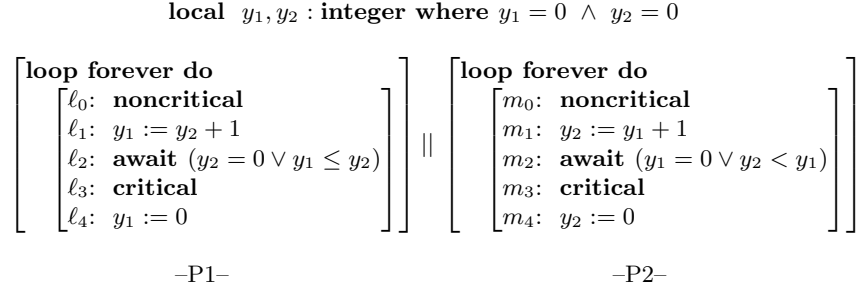 local y₁, y₂ : integer where y₁ = 0 ∧ y₂ = 0
loop forever do
ℓ₀: noncritical
ℓ₁: y₁ := y₂ + 1
ℓ₂: await (y₂ = 0 ∨ y₁ ≤ y₂)
ℓ₃: critical
ℓ₄: y₁ := 0
||
loop forever do
m₀: noncritical
m₁: y₂ := y₁ + 1
m₂: await (y₁ = 0 ∨ y₂ < y₁)
m₃: critical
m₄: y₂ := 0
–P1–
–P2–